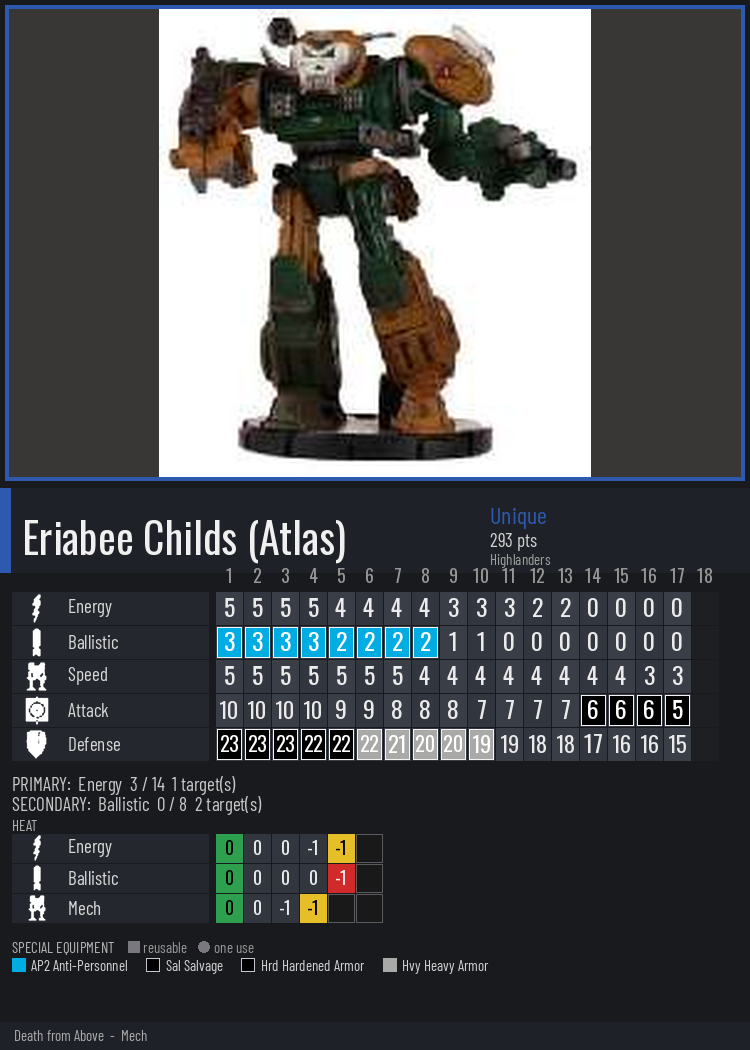 Eriabee Childs (Atlas)
Unique
293 pts
Highlanders
1 2 3 4 5 6 7 8 9 10 11 12 13 14 15 16 17 18
Energy 5 5 5 5 4 4 4 4 3 3 3 2 2 0 0 0 0
Ballistic 3 3 3 3 2 2 2 2 1 1 0 0 0 0 0 0 0
Speed 5 5 5 5 5 5 5 4 4 4 4 4 4 4 4 3 3
Attack 10 10 10 10 9 9 8 8 8 7 7 7 7 6 6 6 5
Defense 23 23 23 22 22 22 21 20 20 19 19 18 18 17 16 16 15
PRIMARY: Energy 3 / 14 1 target(s)
SECONDARY: Ballistic 0 / 8 2 target(s)
HEAT
Energy 0 0 0 -1 -1
Ballistic 0 0 0 0 -1
Mech 0 0 -1 -1
SPECIAL EQUIPMENT reusable one use
AP2 Anti-Personnel Sal Salvage Hrd Hardened Armor Hvy Heavy Armor
Death from Above - Mech